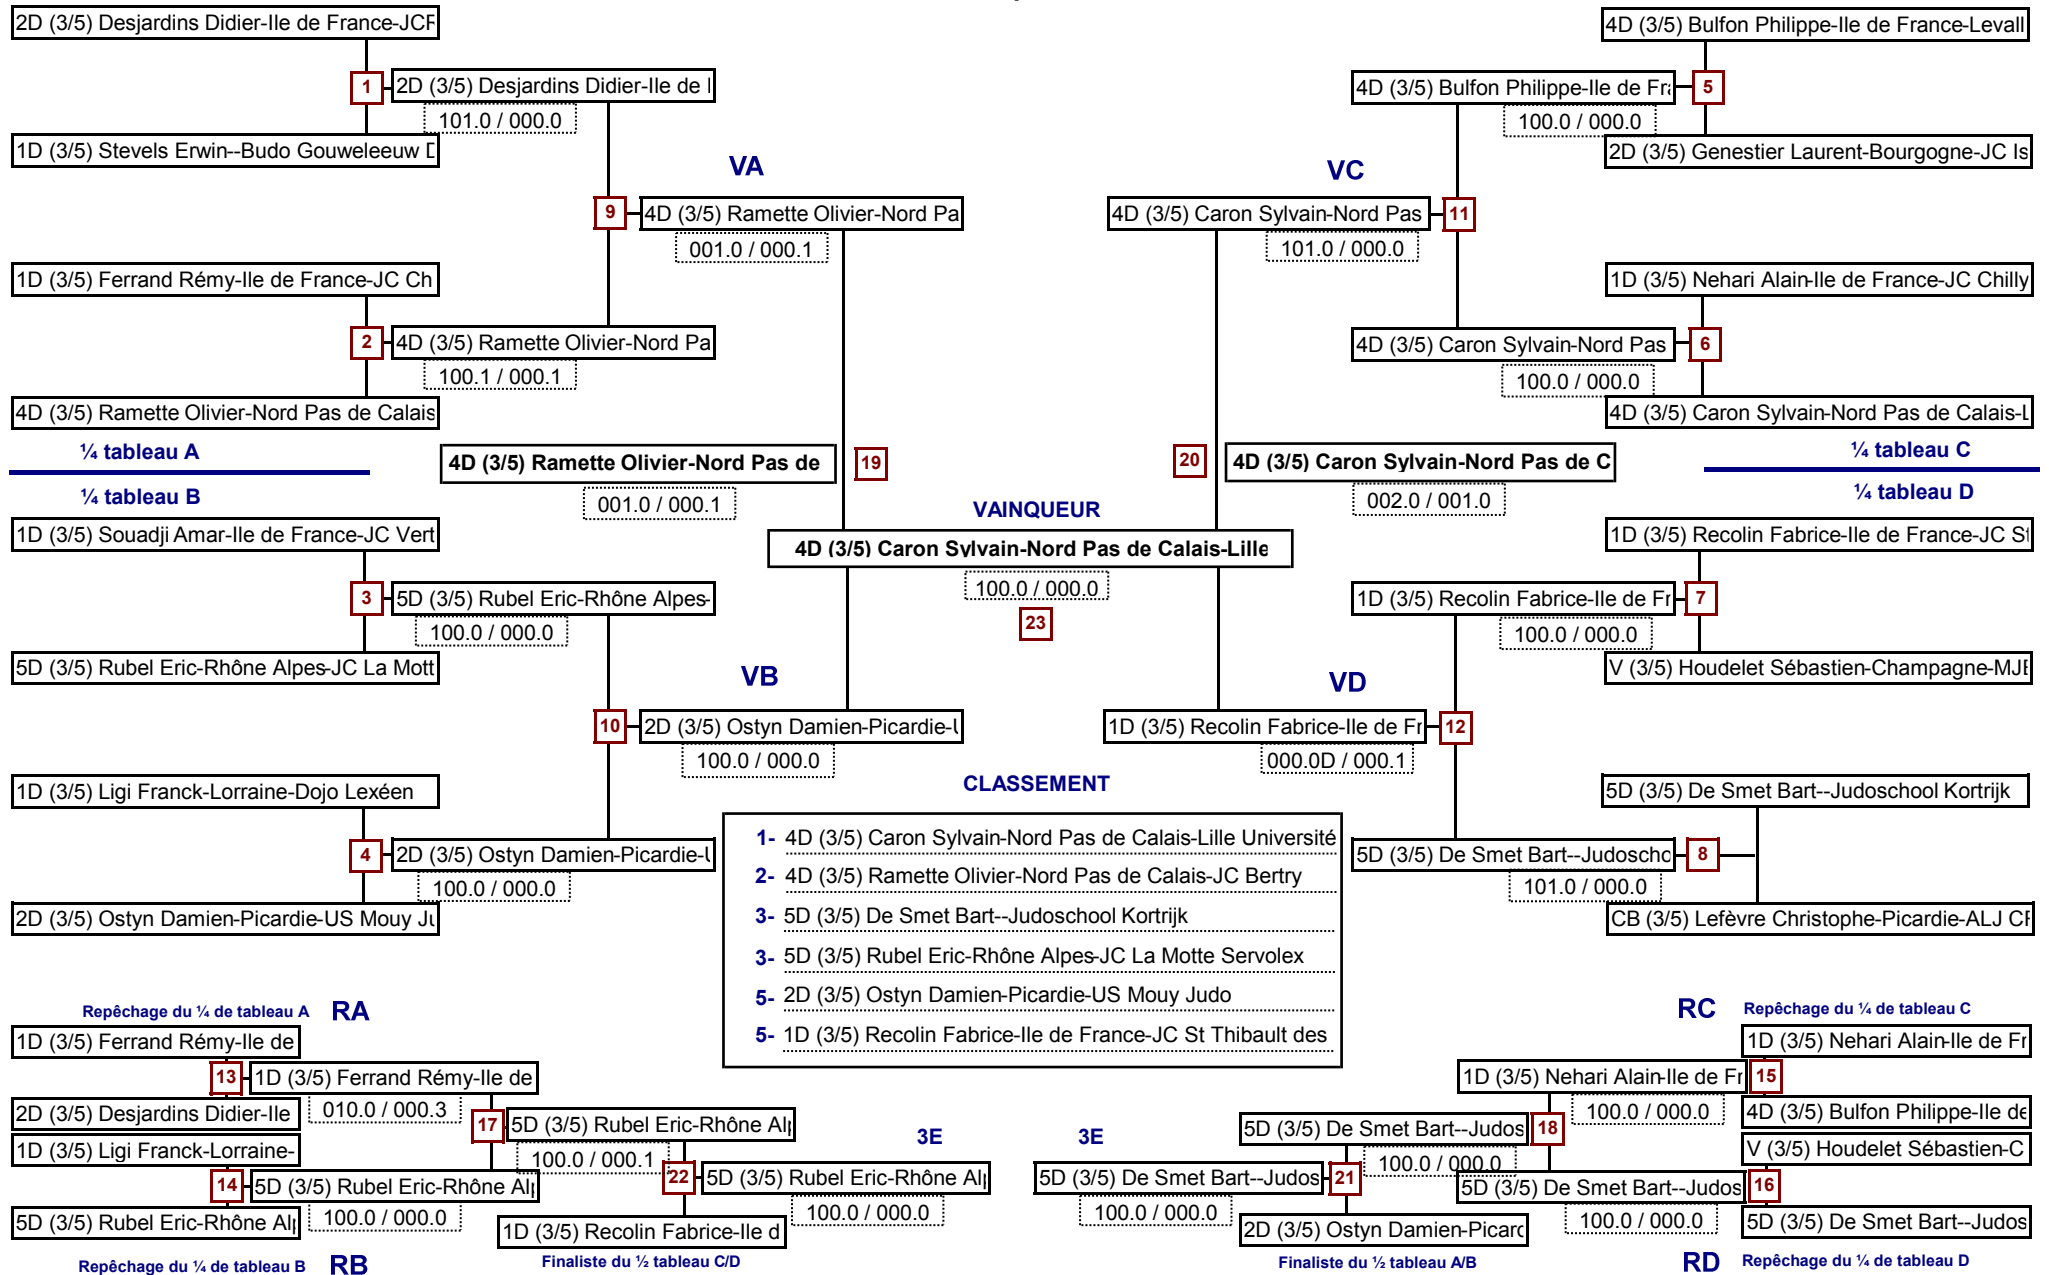 2D (3/5) Desjardins Didier-Ile de France-JCF
1
2D (3/5) Desjardins Didier-Ile de
101.0 / 000.0
1D (3/5) Stevels Erwin--Budo Gouweleeuw
VA
9
4D (3/5) Ramette Olivier-Nord Pa
001.0 / 000.1
1D (3/5) Ferrand Rémy-Ile de France-JC Ch
2
4D (3/5) Ramette Olivier-Nord Pa
100.1 / 000.1
4D (3/5) Ramette Olivier-Nord Pas de Calais
¼ tableau A
¼ tableau B
4D (3/5) Ramette Olivier-Nord Pas de
19
001.0 / 000.1
1D (3/5) Souadji Amar-Ile de France-JC Vert
3
5D (3/5) Rubel Eric-Rhône Alpes-
100.0 / 000.0
5D (3/5) Rubel Eric-Rhône Alpes-JC La Mott
VB
10
2D (3/5) Ostyn Damien-Picardie-
100.0 / 000.0
1D (3/5) Ligi Franck-Lorraine-Dojo Lexéen
4
2D (3/5) Ostyn Damien-Picardie-
100.0 / 000.0
2D (3/5) Ostyn Damien-Picardie-US Mouy Ju
4D (3/5) Bulfon Philippe-Ile de France-Levall
4D (3/5) Bulfon Philippe-Ile de Fra
5
100.0 / 000.0
2D (3/5) Genestier Laurent-Bourgogne-JC Is
VC
4D (3/5) Caron Sylvain-Nord Pas
11
101.0 / 000.0
1D (3/5) Nehari Alain-Ile de France-JC Chilly
4D (3/5) Caron Sylvain-Nord Pas
6
100.0 / 000.0
4D (3/5) Caron Sylvain-Nord Pas de Calais-L
20
4D (3/5) Caron Sylvain-Nord Pas de C
002.0 / 001.0
¼ tableau C
¼ tableau D
VAINQUEUR
4D (3/5) Caron Sylvain-Nord Pas de Calais-Lille
100.0 / 000.0
23
1D (3/5) Recolin Fabrice-Ile de France-JC St
1D (3/5) Recolin Fabrice-Ile de Fr
7
100.0 / 000.0
V (3/5) Houdelet Sébastien-Champagne-MJE
VD
1D (3/5) Recolin Fabrice-Ile de Fr
12
000.0D / 000.1
5D (3/5) De Smet Bart--Judoschool Kortrijk
5D (3/5) De Smet Bart--Judoscho
8
101.0 / 000.0
CB (3/5) Lefèvre Christophe-Picardie-ALJ CF
CLASSEMENT
1- 4D (3/5) Caron Sylvain-Nord Pas de Calais-Lille Université
2- 4D (3/5) Ramette Olivier-Nord Pas de Calais-JC Bertry
3- 5D (3/5) De Smet Bart--Judoschool Kortrijk
3- 5D (3/5) Rubel Eric-Rhône Alpes-JC La Motte Servolex
5- 2D (3/5) Ostyn Damien-Picardie-US Mouy Judo
5- 1D (3/5) Recolin Fabrice-Ile de France-JC St Thibault des
Repêchage du ¼ de tableau A RA
1D (3/5) Ferrand Rémy-Ile de
13
1D (3/5) Ferrand Rémy-Ile de
010.0 / 000.3
2D (3/5) Desjardins Didier-Ile
1D (3/5) Ligi Franck-Lorraine-
14
5D (3/5) Rubel Eric-Rhône Alp
100.0 / 000.0
5D (3/5) Rubel Eric-Rhône Alp
17
5D (3/5) Rubel Eric-Rhône Alp
100.0 / 000.1
22
5D (3/5) Rubel Eric-Rhône Alp
100.0 / 000.0
3E
1D (3/5) Recolin Fabrice-Ile d
Repêchage du ¼ de tableau B RB
Finaliste du ½ tableau C/D
RC Repêchage du ¼ de tableau C
1D (3/5) Nehari Alain-Ile de Fr
1D (3/5) Nehari Alain-Ile de Fr
15
100.0 / 000.0
4D (3/5) Bulfon Philippe-Ile de
V (3/5) Houdelet Sébastien-C
5D (3/5) De Smet Bart--Judos
16
100.0 / 000.0
5D (3/5) De Smet Bart--Judos
5D (3/5) De Smet Bart--Judos
18
100.0 / 000.0
3E
5D (3/5) De Smet Bart--Judos
21
100.0 / 000.0
2D (3/5) Ostyn Damien-Picard
Finaliste du ½ tableau A/B
RD Repêchage du ¼ de tableau D